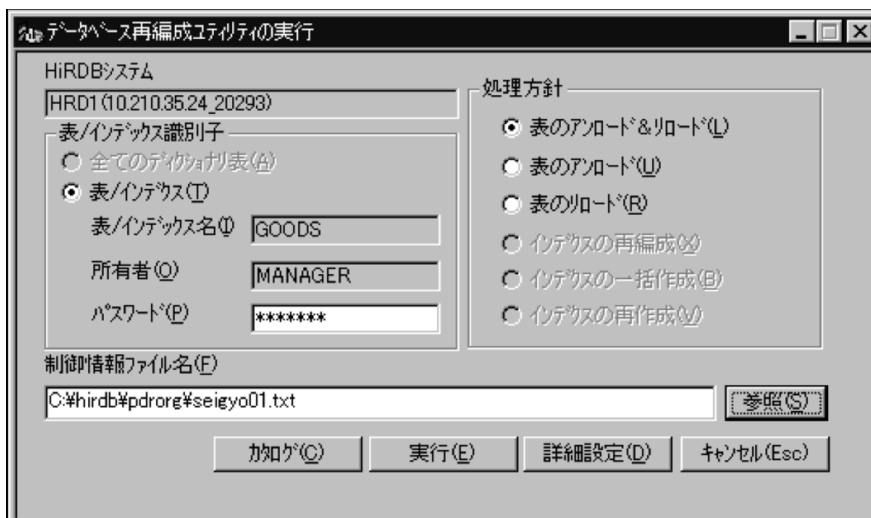 データベース再編成ユティリティの実行
HiRDBシステム
HRD1(10.210.35.24_20293)
表/インデックス識別子
全てのディクショナリ表(A)
表/インデクス(T)
表/インデックス名(I)
GOODS
所有者(O)
MANAGER
パスワード(P)
*******
処理方針
表のアンロード&リロード(L)
表のアンロード(U)
表のリロード(R)
インデクスの再編成(X)
インデクスの一括作成(B)
インデクスの再作成(V)
制御情報ファイル名(F)
C:¥hirdb¥pdrorg¥seigyo01.txt
参照(S)
カタログ(C)
実行(E)
詳細設定(D)
キャンセル(Esc)